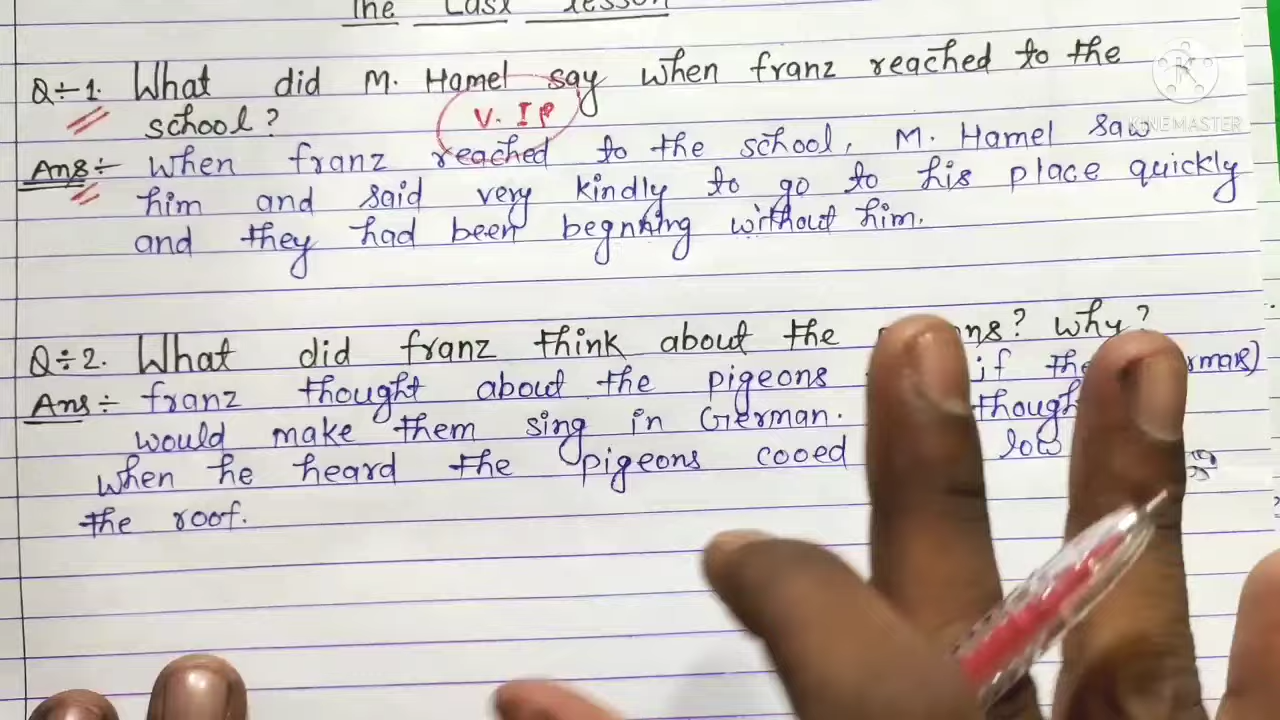 The Last lesson
Q÷1. What did M. Hamel say when franz reached to the
school?
V. IP
Ans÷ When franz reached to the school, M. Hamel saw
him and said very kindly to go to his place quickly
and they had been begnning without him.
Q÷2. What did franz think about the ? why?
Ans÷ franz thought about the pigeons if
would make them sing in German.
when he heard the pigeons cooed low
the roof.
KINEMASTER